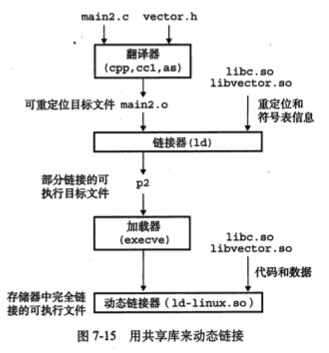 main2.c vector.h
翻译器
(cpp,cc1,as)
libc.so
libvector.so
可重定位目标文件 main2.o
重定位和
符号表信息
链接器(ld)
部分链接的可
执行目标文件
p2
加载器
(execve)
libc.so
libvector.so
代码和数据
存储器中完全链
接的可执行文件
动态链接器(ld-linux.so)
图 7-15 用共享库来动态链接